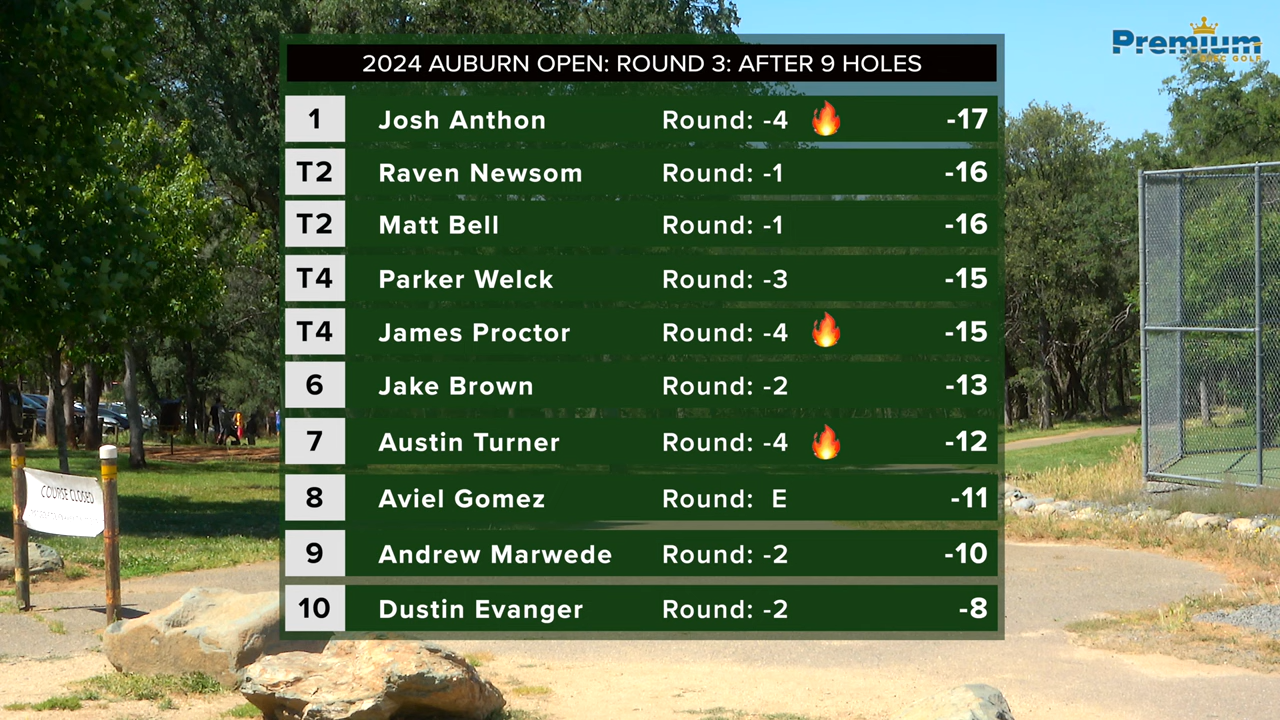 Premium
DISC GOLF
2024 AUBURN OPEN: ROUND 3: AFTER 9 HOLES
1 Josh Anthon Round: -4 🔥 -17
T2 Raven Newsom Round: -1 -16
T2 Matt Bell Round: -1 -16
T4 Parker Welck Round: -3 -15
T4 James Proctor Round: -4 🔥 -15
6 Jake Brown Round: -2 -13
7 Austin Turner Round: -4 🔥 -12
8 Aviel Gomez Round: E -11
9 Andrew Marwede Round: -2 -10
10 Dustin Evanger Round: -2 -8
COURSE CLOSED